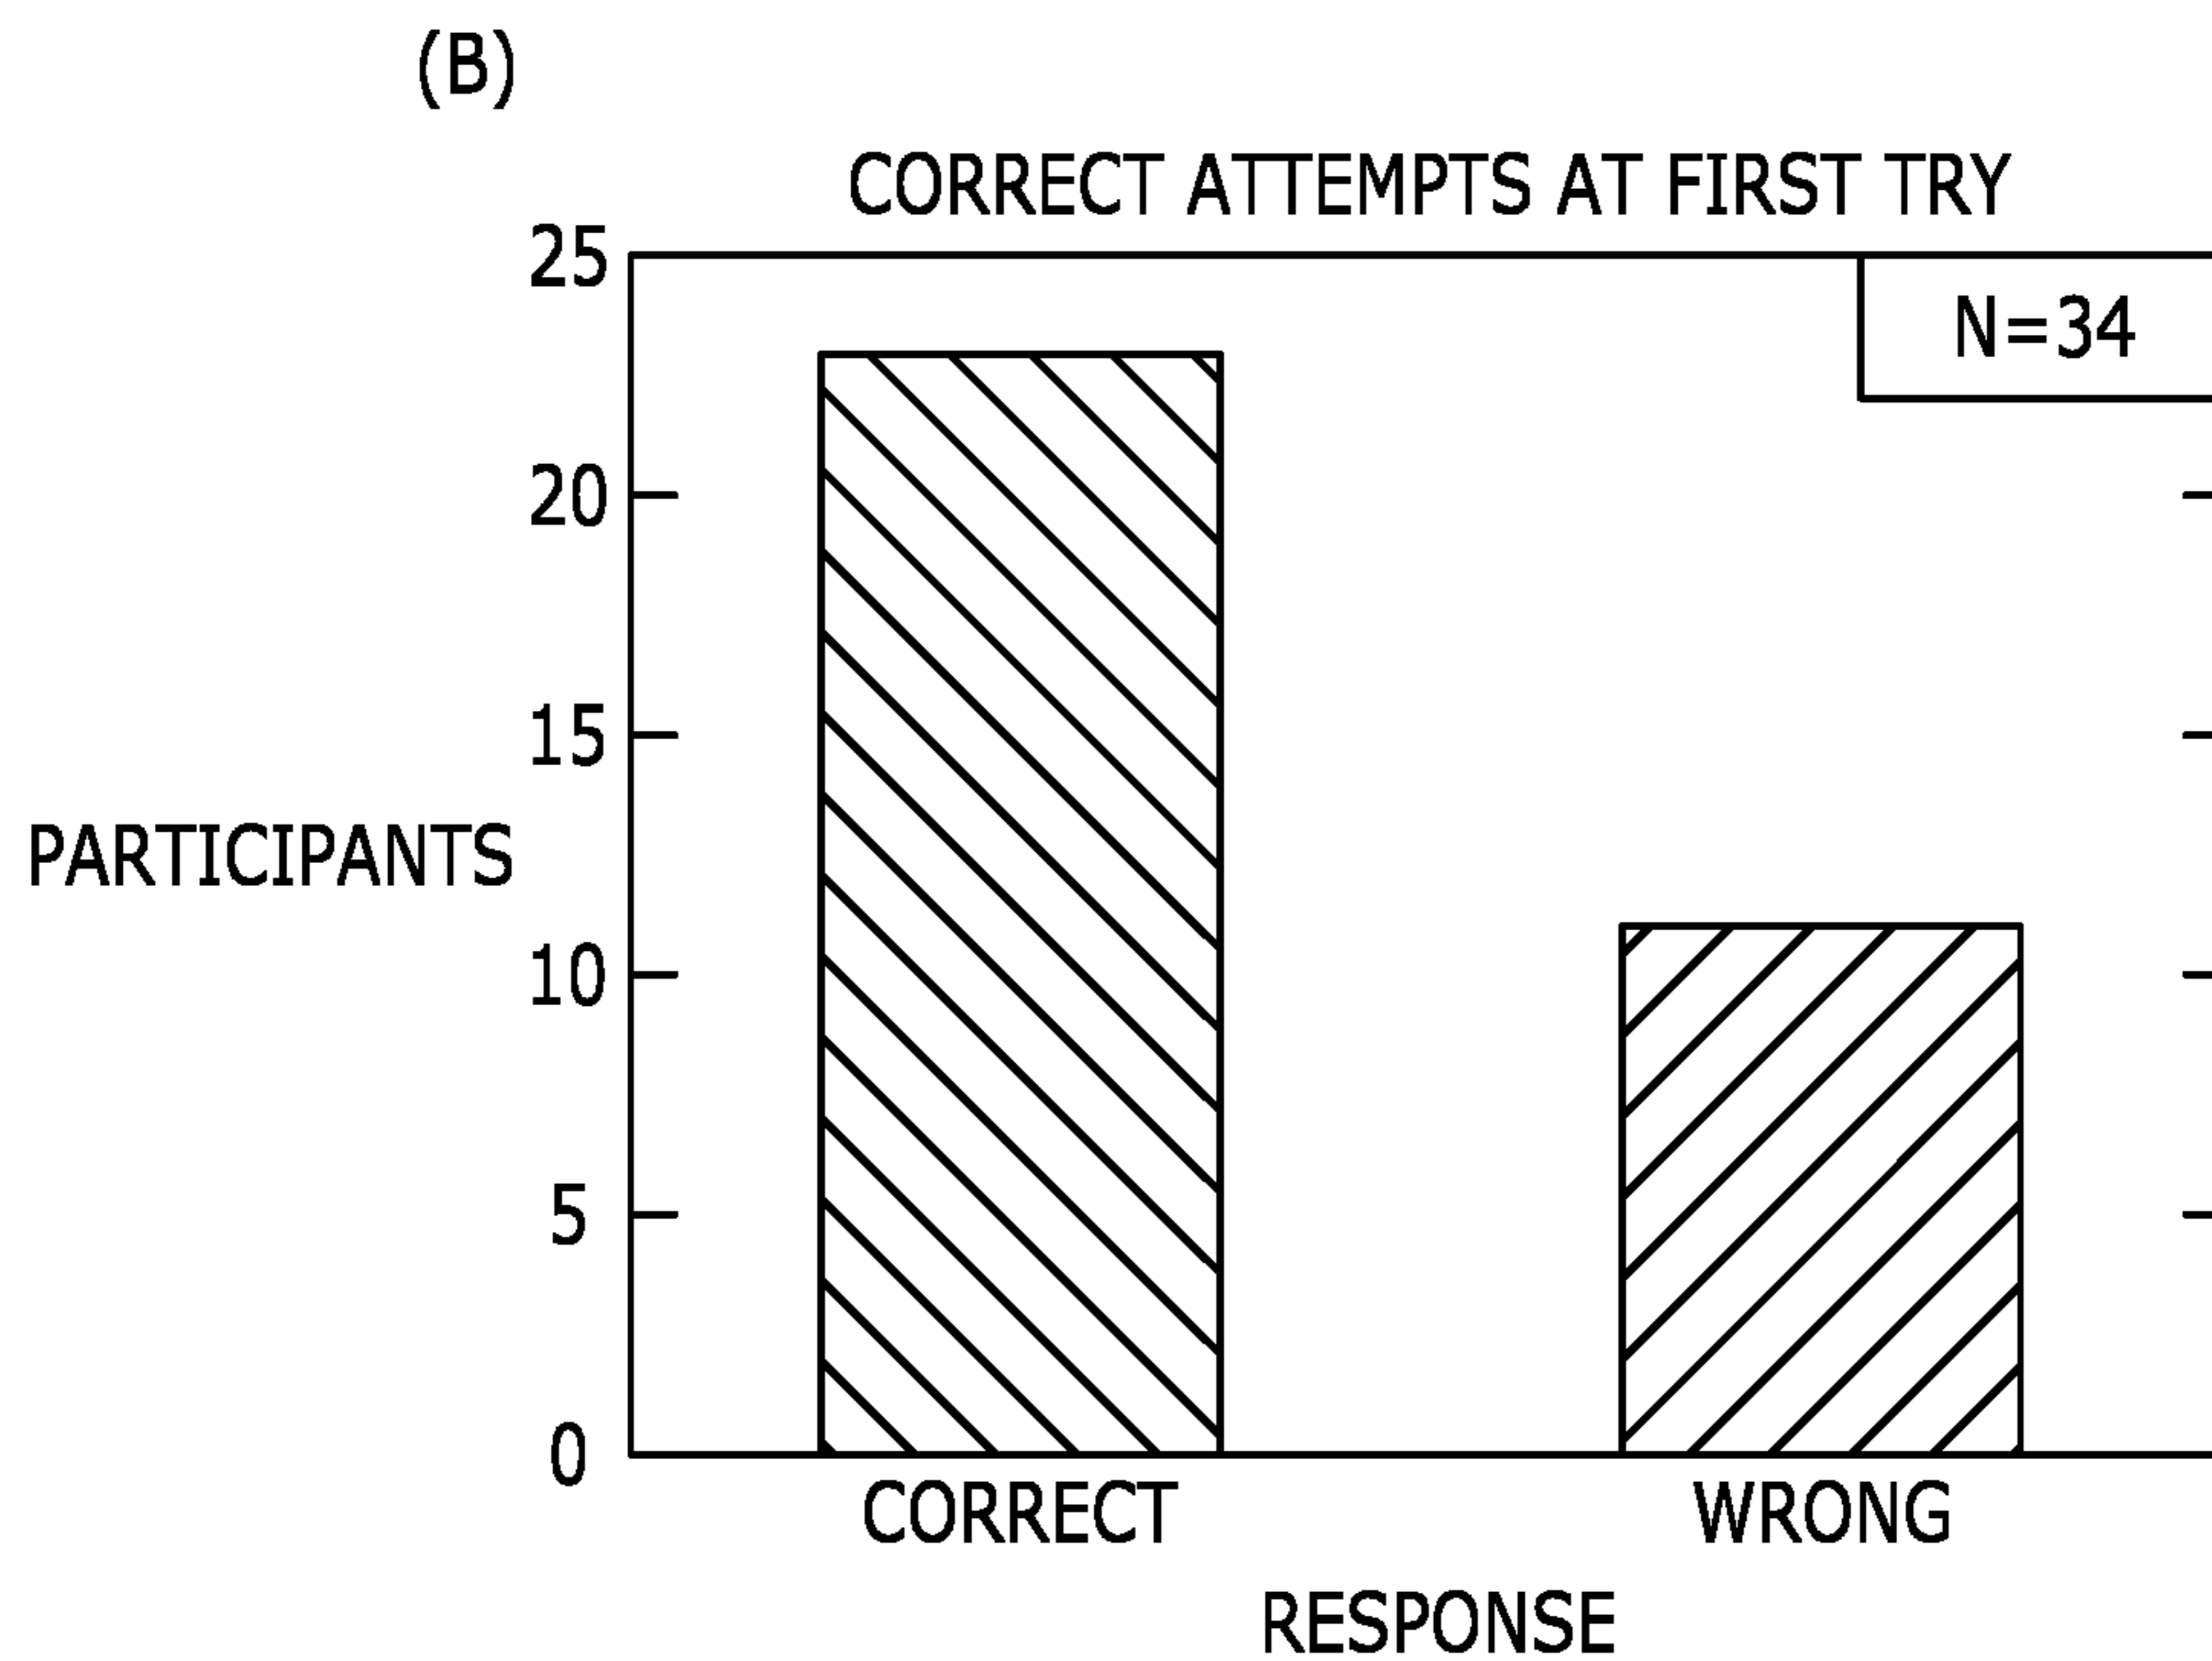 (B)
CORRECT ATTEMPTS AT FIRST TRY
25
N=34
20
15
PARTICIPANTS
10
5
0
CORRECT WRONG
RESPONSE